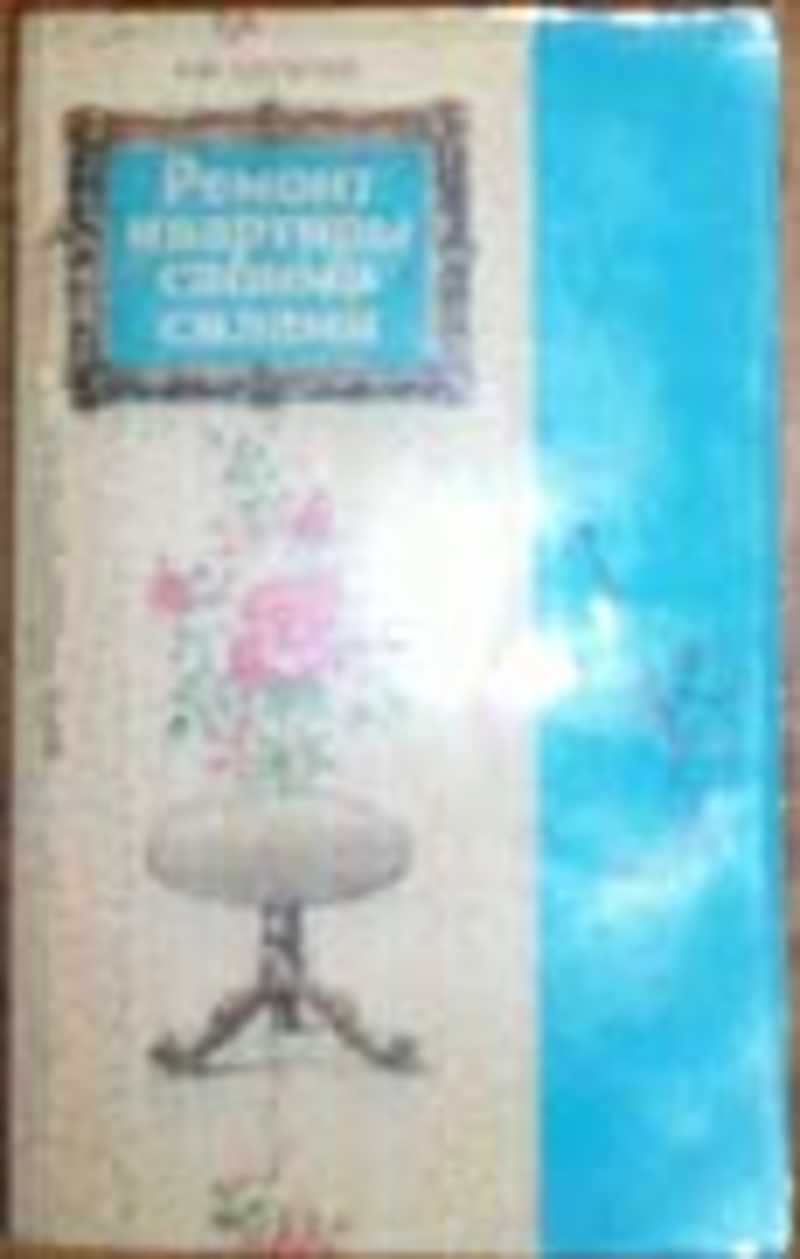 Ремонт
квартиры
своими
силами